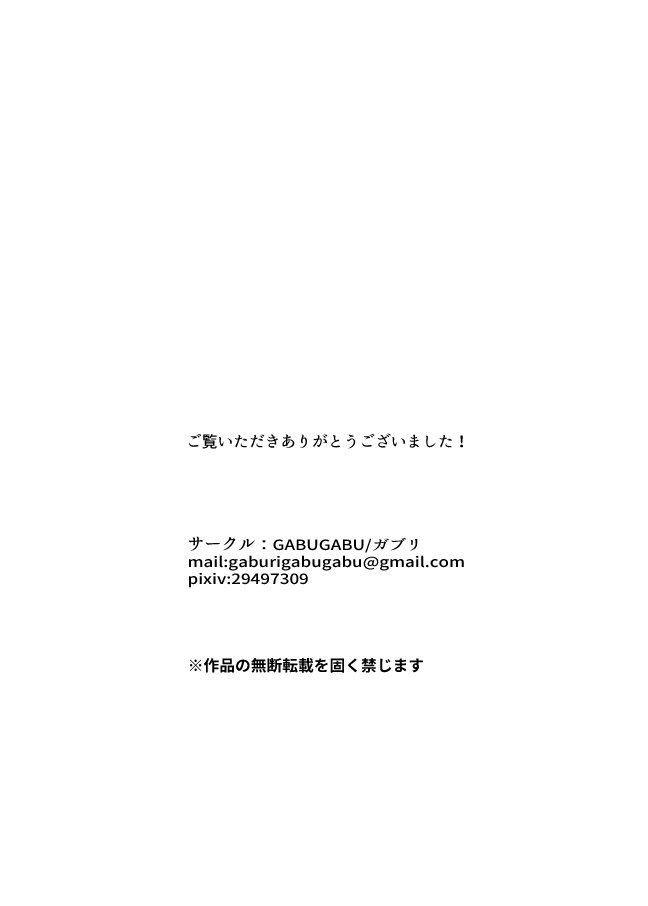 ご覧いただきありがとうございました！
サークル：GABUGABU/ガブリ
mail:gaburigabugabu@gmail.com
pixiv:29497309
※作品の無断転載を固く禁じます